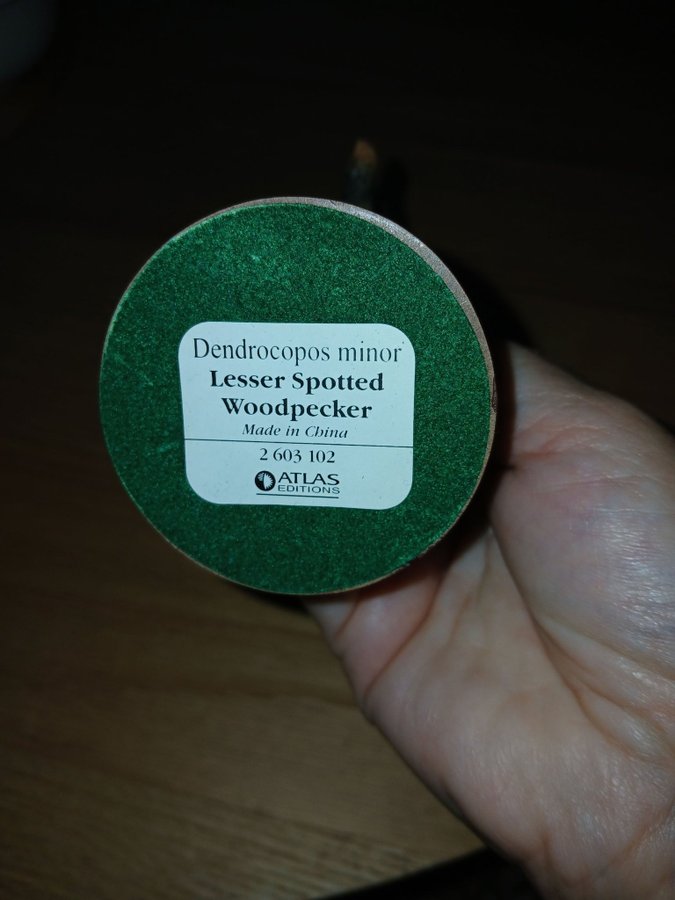 Dendrocopos minor
Lesser Spotted
Woodpecker
Made in China
2 603 102
ATLAS
EDITIONS